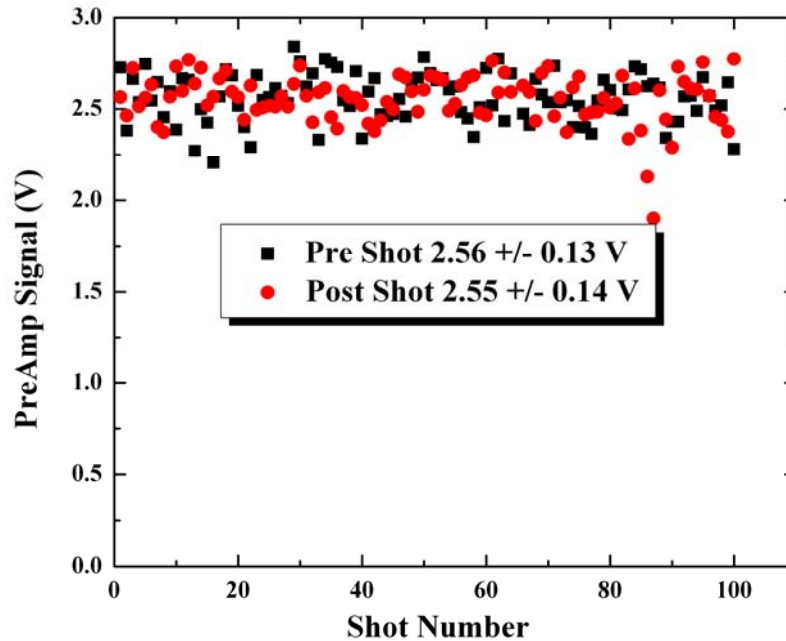 3.0
2.5
2.0
1.5
1.0
0.5
0.0
PreAmp Signal (V)
Pre Shot 2.56 +/- 0.13 V
Post Shot 2.55 +/- 0.14 V
0 20 40 60 80 100
Shot Number